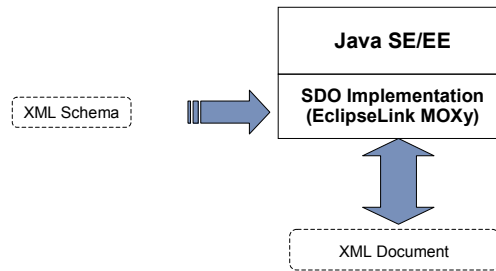 Java SE/EE
XML Schema
SDO Implementation
(EclipseLink MOXy)
XML Document